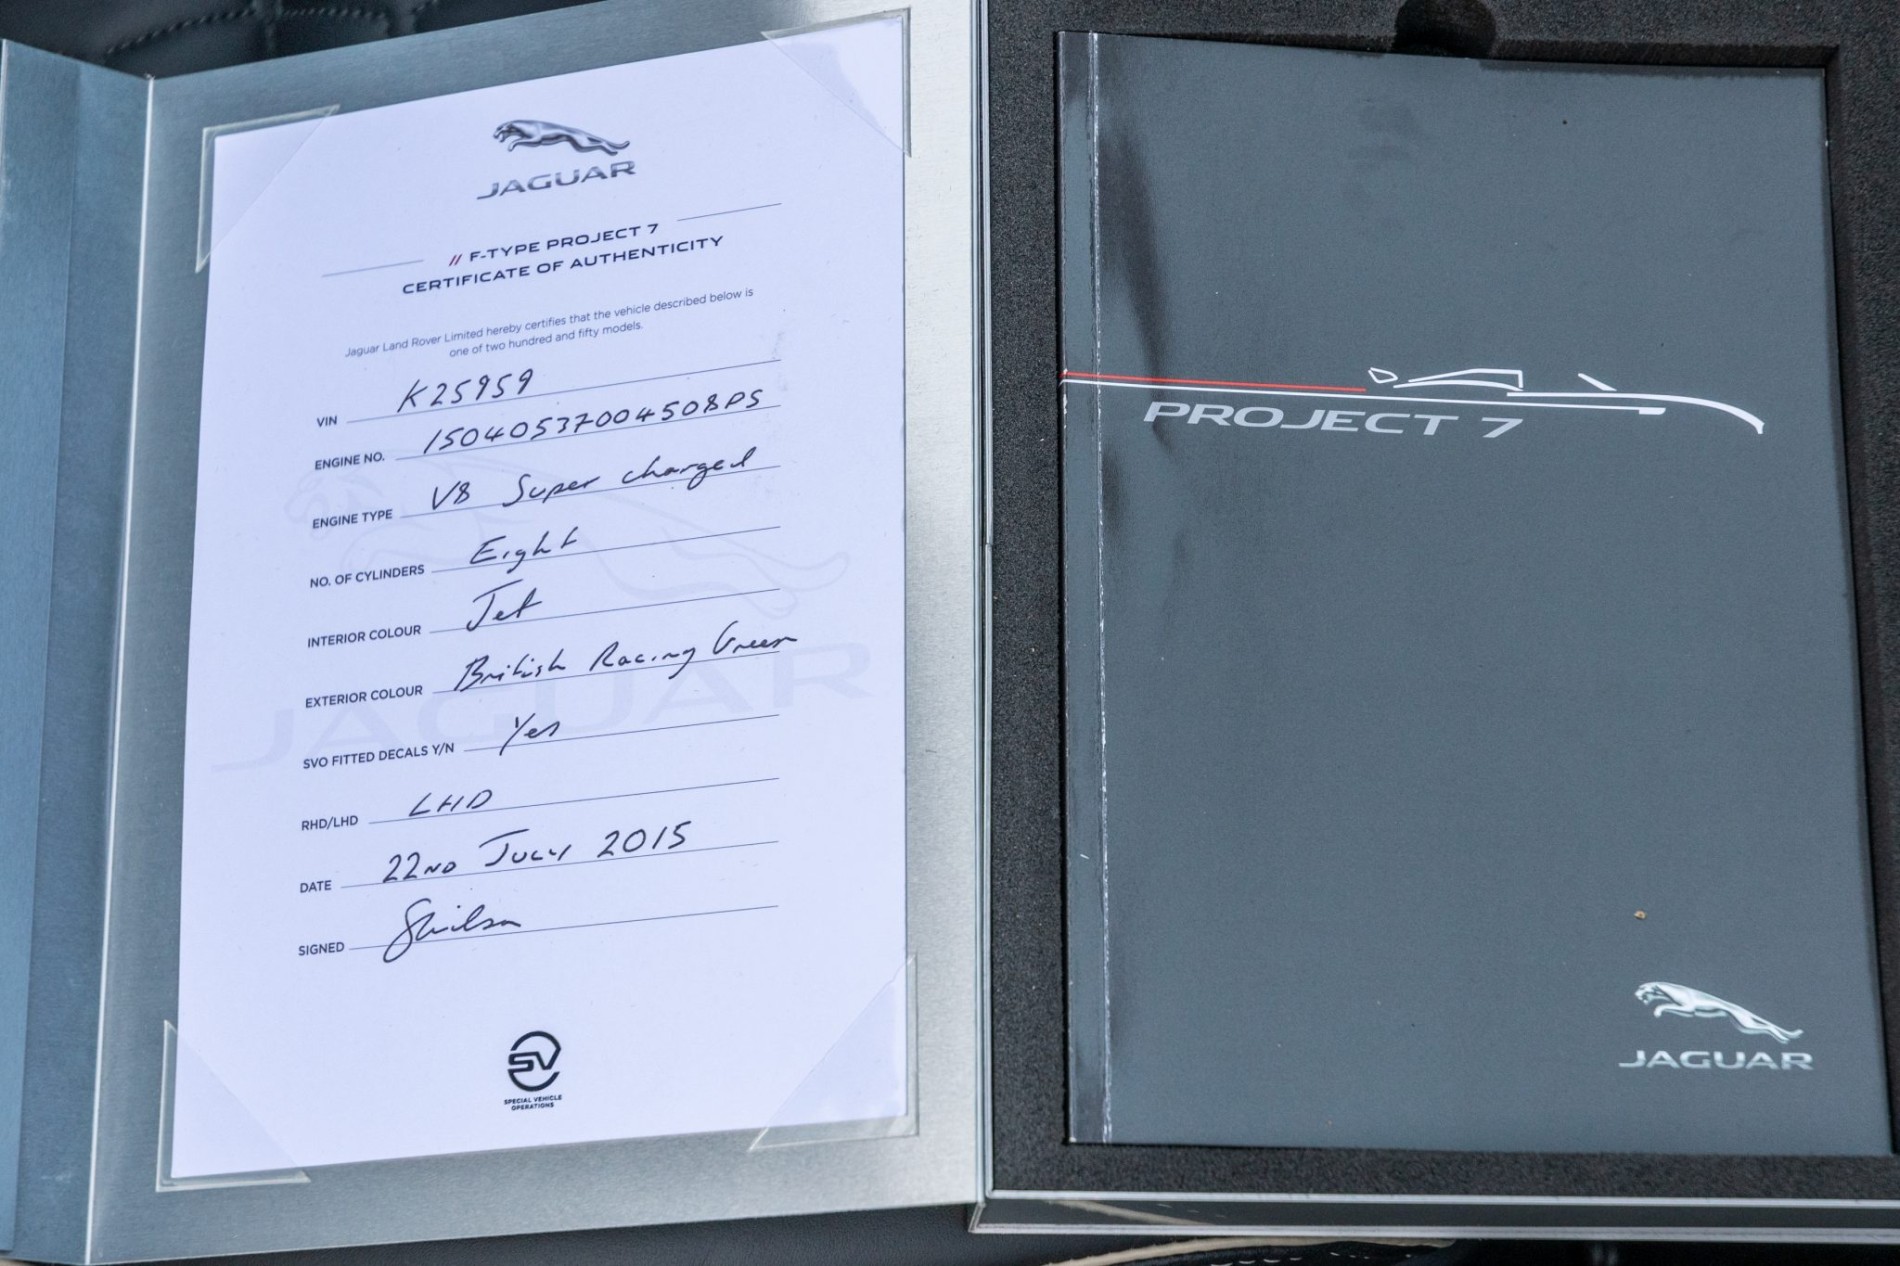 JAGUAR
// F-TYPE PROJECT 7
CERTIFICATE OF AUTHENTICITY
Jaguar Land Rover Limited hereby certifies that the vehicle described below is
one of two hundred and fifty models.
VIN K25959
ENGINE NO. 15040537004508PS
ENGINE TYPE V8 Super charged
NO. OF CYLINDERS Eight
INTERIOR COLOUR Jet
EXTERIOR COLOUR British Racing Green
JAGUAR
SVO FITTED DECALS Y/N Yes
RHD/LHD LHD
DATE 22ND JULY 2015
SIGNED
SV
SPECIAL VEHICLE
OPERATIONS
PROJECT 7
JAGUAR